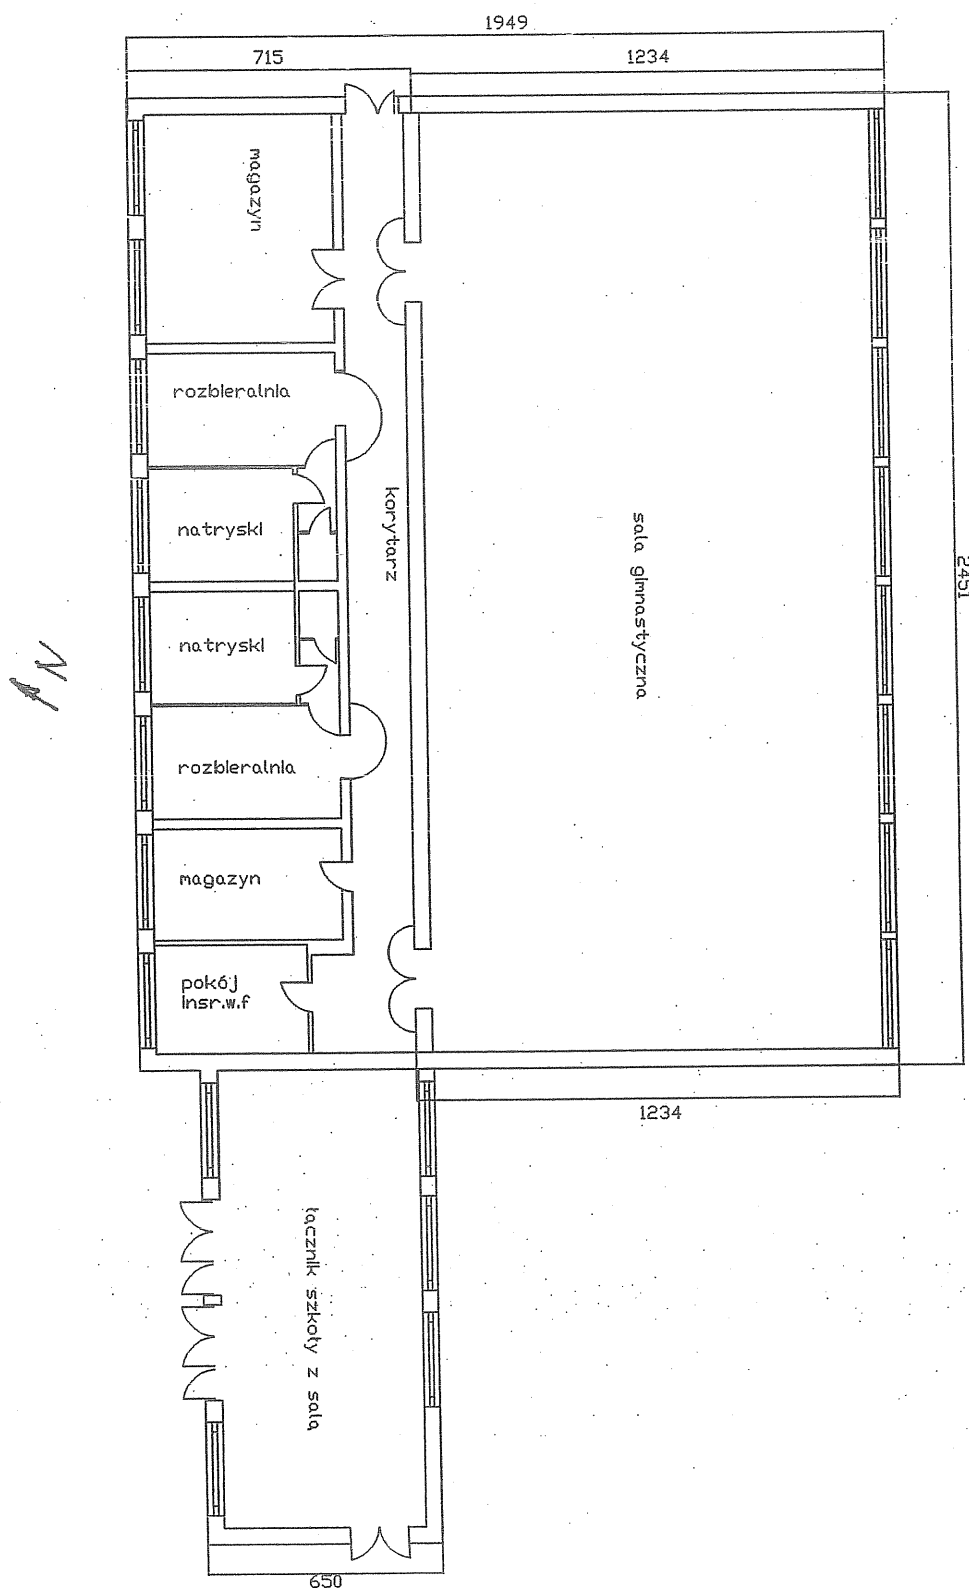 1949
715
1234
magazyn
rozbieralnia
korytarz
natryski
sala gimnastyczna
2451
natryski
N
rozbieralnia
magazyn
pokój
insr.w.f
1234
łącznik szkoły z salą
650